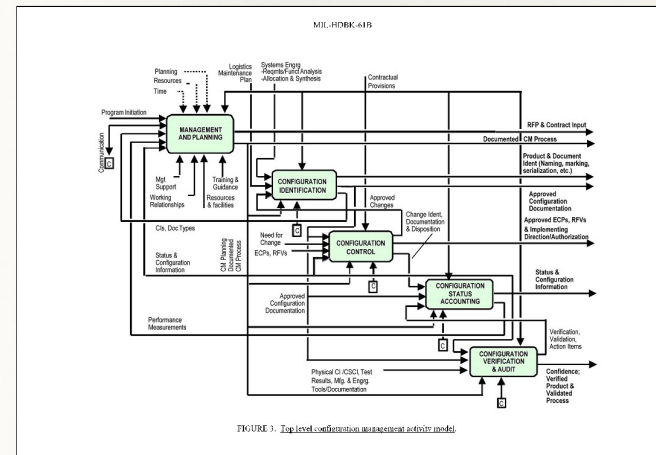 MIL-HDBK-61B
Planning
Resources
Time
Logistics
Maintenance
Plan
Systems Engrg
-Reqmts/Funct Analysis
-Allocation & Synthesis
Contractual
Provisions
Program Initiation
Communication
C
MANAGEMENT
AND PLANNING
RFP & Contract Input
Documented CM Process
Mgt
Support
Working
Relationships
Resources
& facilities
Training &
Guidance
CONFIGURATION
IDENTIFICATION
C
Product & Document
Ident (Naming, marking,
serialization, etc.)
Approved
Configuration
Documentation
Approved
Changes
Change Ident,
Documentation
& Disposition
CIs, Doc Types
Need for
Change
ECPs, RFVs
CONFIGURATION
CONTROL
C
Approved ECPs, RFVs
& Implementing
Direction/Authorization
Status &
Configuration
Information
CM Planning
Documented
CM Process
Approved
Configuration
Documentation
CONFIGURATION
STATUS
ACCOUNTING
C
Status &
Configuration
Information
Performance
Measurements
Verification,
Validation,
Action Items
Physical CI /CSCI, Test
Results, Mfg. & Engrg.
Tools/Documentation
CONFIGURATION
VERIFICATION
& AUDIT
C
Confidence;
Verified
Product &
Validated
Process
FIGURE 3. Top level configuration management activity model.